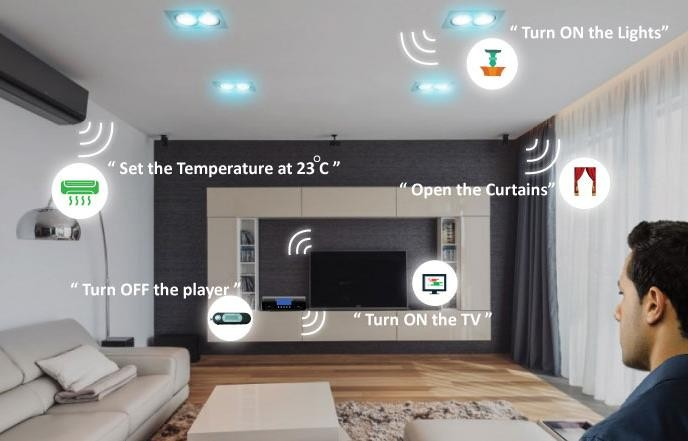 “ Turn ON the Lights”
“ Set the Temperature at 23°C ”
“ Open the Curtains”
“ Turn OFF the player ”
“ Turn ON the TV ”